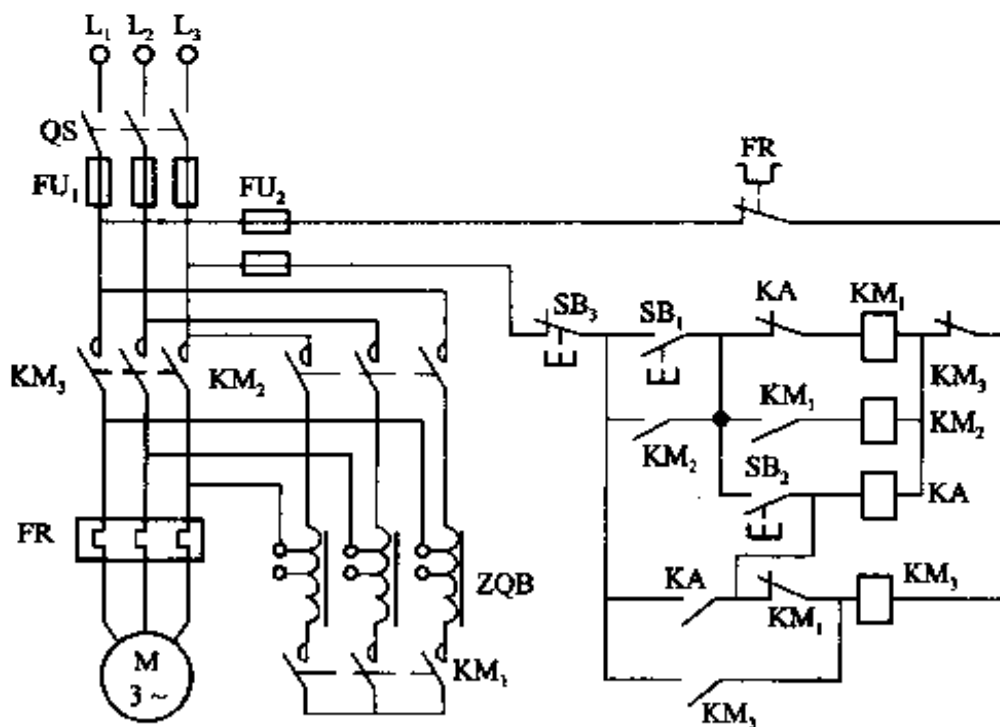 L₁ L₂ L₃
QS
FR
FU₁
FU₂
SB₃ SB₁ KA KM₁
KM₃ KM₂
KM₃
KM₁
KM₂
KM₂
SB₂
KA
FR
ZQB
KA
KM₁
KM₃
M
3 ~
KM₁
KM₃